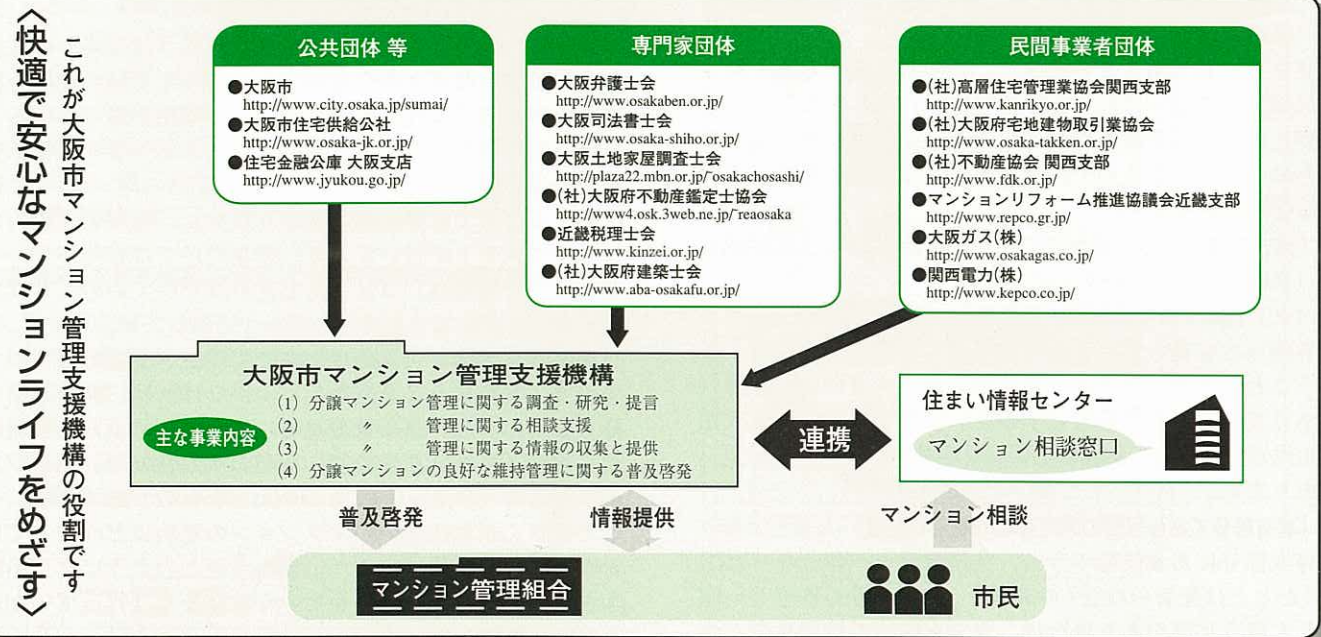 〈快適で安心なマンションライフをめざす〉
これが大阪市マンション管理支援機構の役割です
公共団体 等
●大阪市
http://www.city.osaka.jp/sumai/
●大阪市住宅供給公社
http://www.osaka-jk.or.jp/
●住宅金融公庫 大阪支店
http://www.jyukou.go.jp/
専門家団体
●大阪弁護士会
http://www.osakaben.or.jp/
●大阪司法書士会
http://www.osaka-shiho.or.jp/
●大阪土地家屋調査士会
http://plaza22.mbn.or.jp/~osakachosashi/
●(社)大阪府不動産鑑定士協会
http://www4.osk.3web.ne.jp/~reaosaka
●近畿税理士会
http://www.kinzei.or.jp/
●(社)大阪府建築士会
http://www.aba-osakafu.or.jp/
民間事業者団体
●(社)高層住宅管理業協会関西支部
http://www.kanrikyo.or.jp/
●(社)大阪府宅地建物取引業協会
http://www.osaka-takken.or.jp/
●(社)不動産協会 関西支部
http://www.fdk.or.jp/
●マンションリフォーム推進協議会近畿支部
http://www.repco.gr.jp/
●大阪ガス(株)
http://www.osakagas.co.jp/
●関西電力(株)
http://www.kepco.co.jp/
大阪市マンション管理支援機構
主な事業内容
(1) 分譲マンション管理に関する調査・研究・提言
(2) 〃 管理に関する相談支援
(3) 〃 管理に関する情報の収集と提供
(4) 分譲マンションの良好な維持管理に関する普及啓発
連携
住まい情報センター
マンション相談窓口
普及啓発
情報提供
マンション相談
マンション管理組合
市民